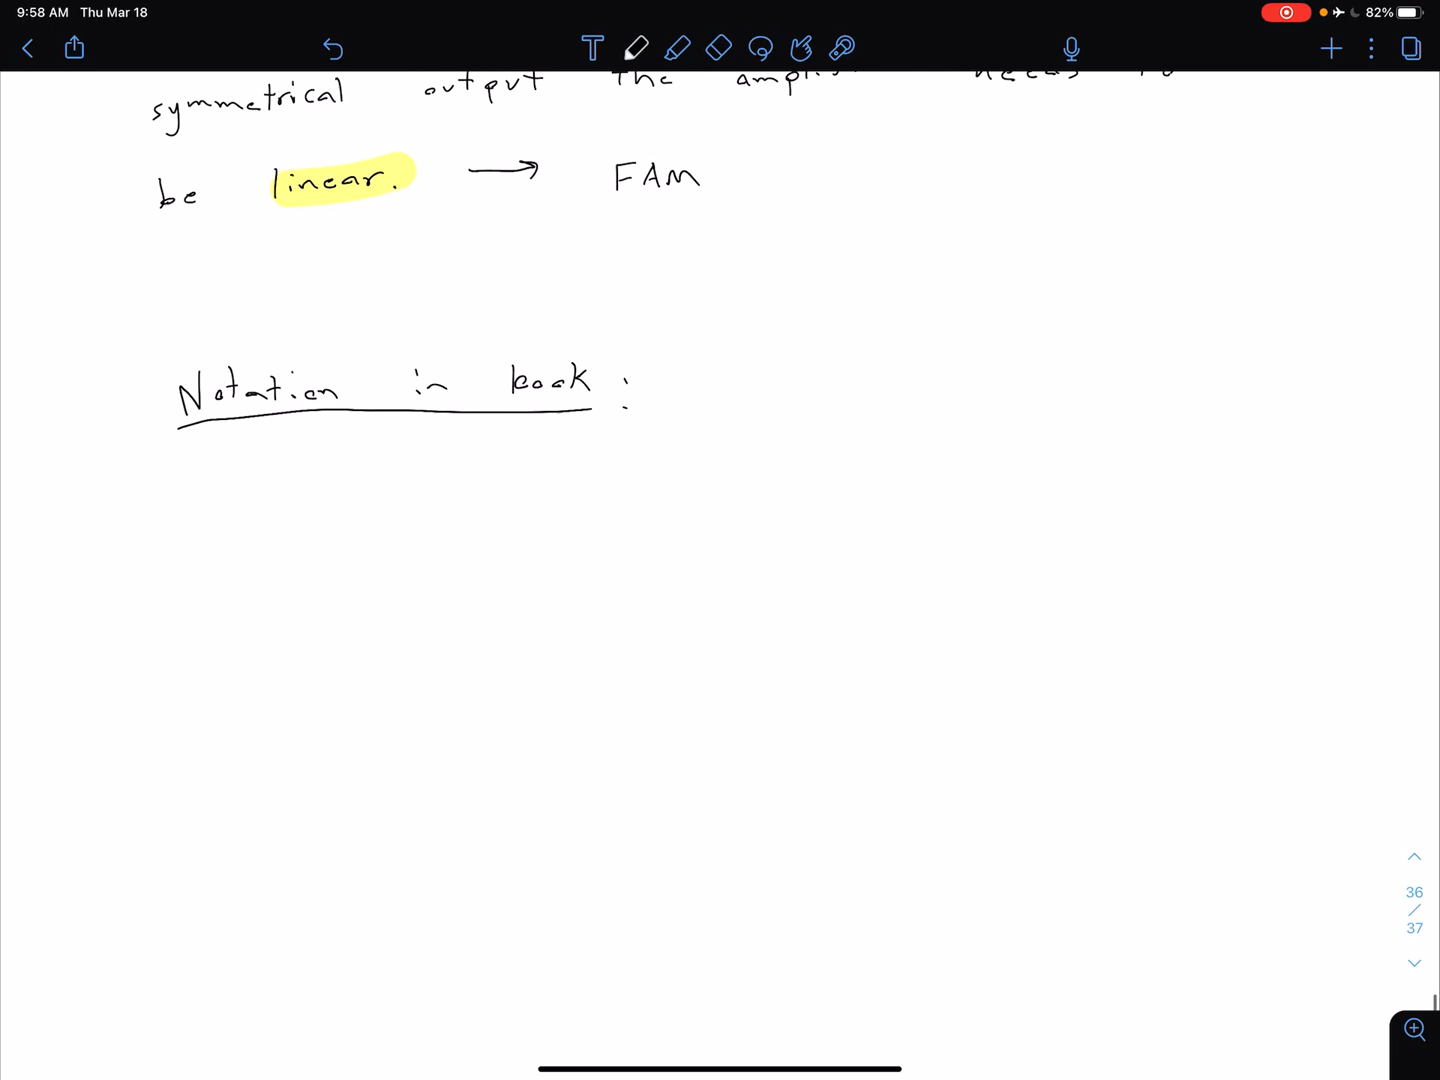 9:58 AM Thu Mar 18 82%
symmetrical output the
be linear. → FAM
Notation in book :
36
/
37